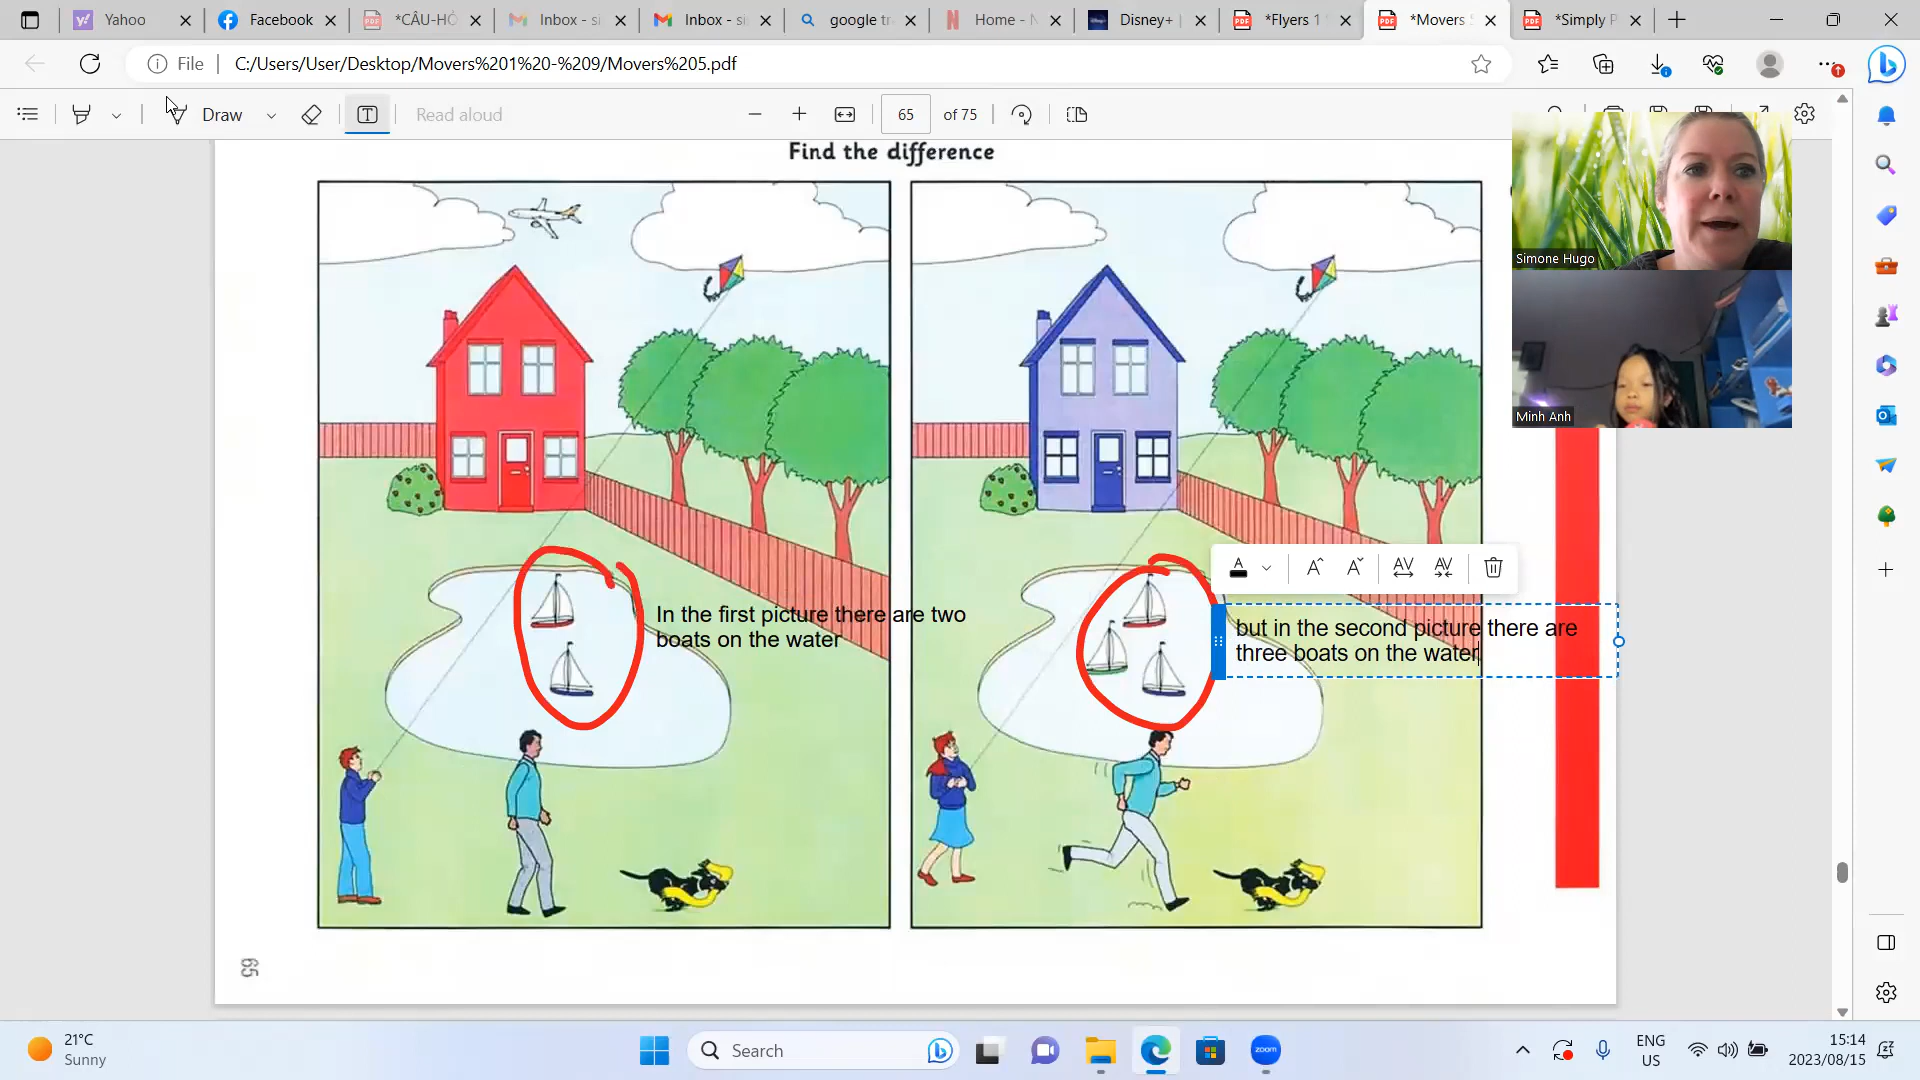 Yahoo
Facebook
*CÂU-HỎ
Inbox - si
Inbox - si
google tr
Home - N
Disney+ |
*Flyers 1
*Movers 5
*Simply P
File
C:/Users/User/Desktop/Movers%201%20-%209/Movers%205.pdf
Draw
Read aloud
65
of 75
Find the difference
Simone Hugo
Minh Anh
In the first picture there are two
boats on the water
but in the second picture there are
three boats on the water
65
21°C
Sunny
Search
zoom
ENG
US
15:14
2023/08/15